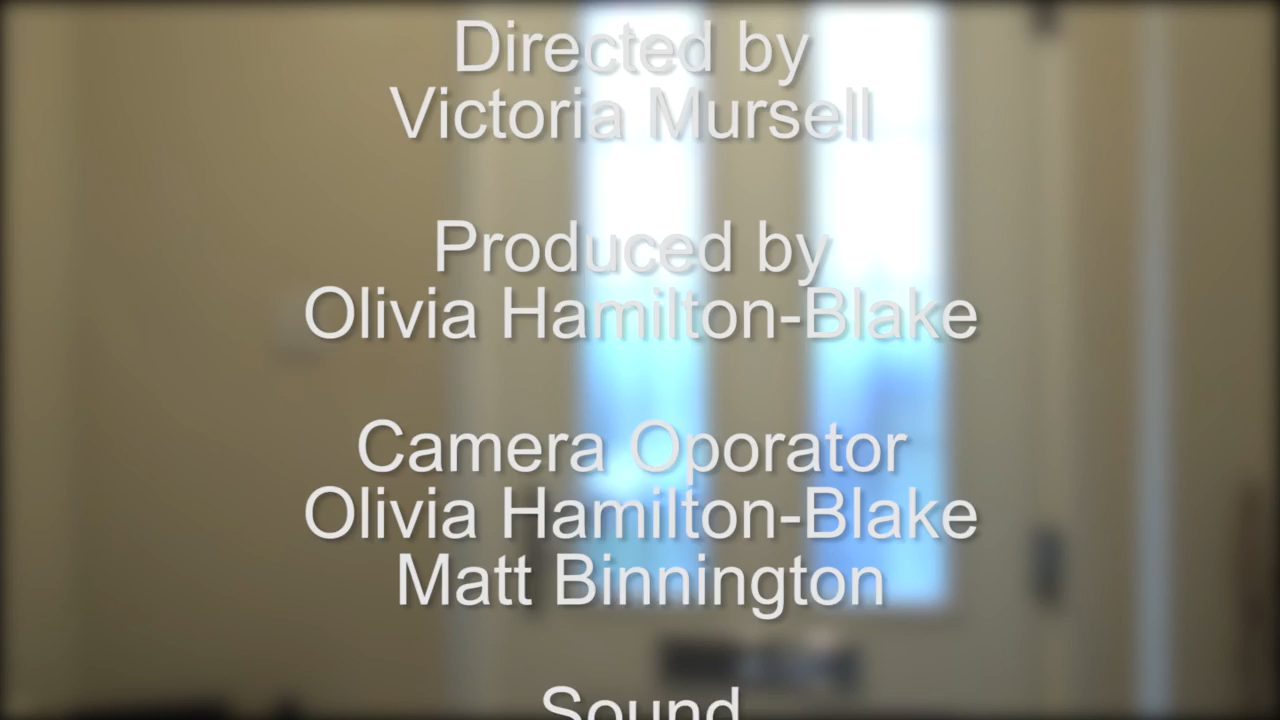 Directed by
Victoria Mursell
Produced by
Olivia Hamilton-Blake
Camera Oporator
Olivia Hamilton-Blake
Matt Binnington
Sound